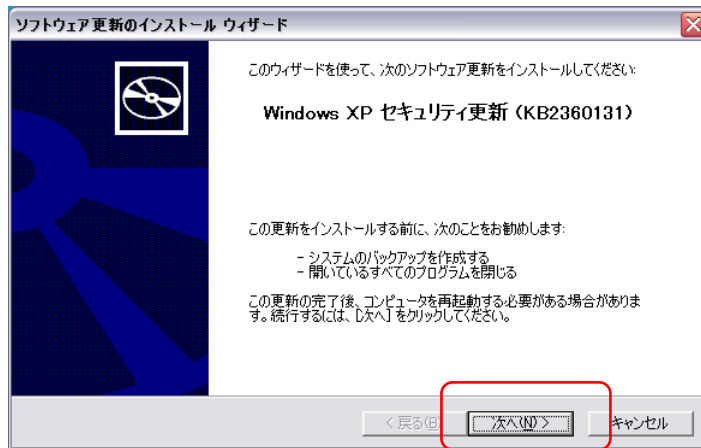 ソフトウェア更新のインストール ウィザード
このウィザードを使って、次のソフトウェア更新をインストールしてください:
Windows XP セキュリティ更新 (KB2360131)
この更新をインストールする前に、次のことをお勧めします:
- システムのバックアップを作成する
- 開いているすべてのプログラムを閉じる
この更新の完了後、コンピュータを再起動する必要がある場合がありま
す。続行するには、[次へ] をクリックしてください。
< 戻る(B)
次へ(N) >
キャンセル